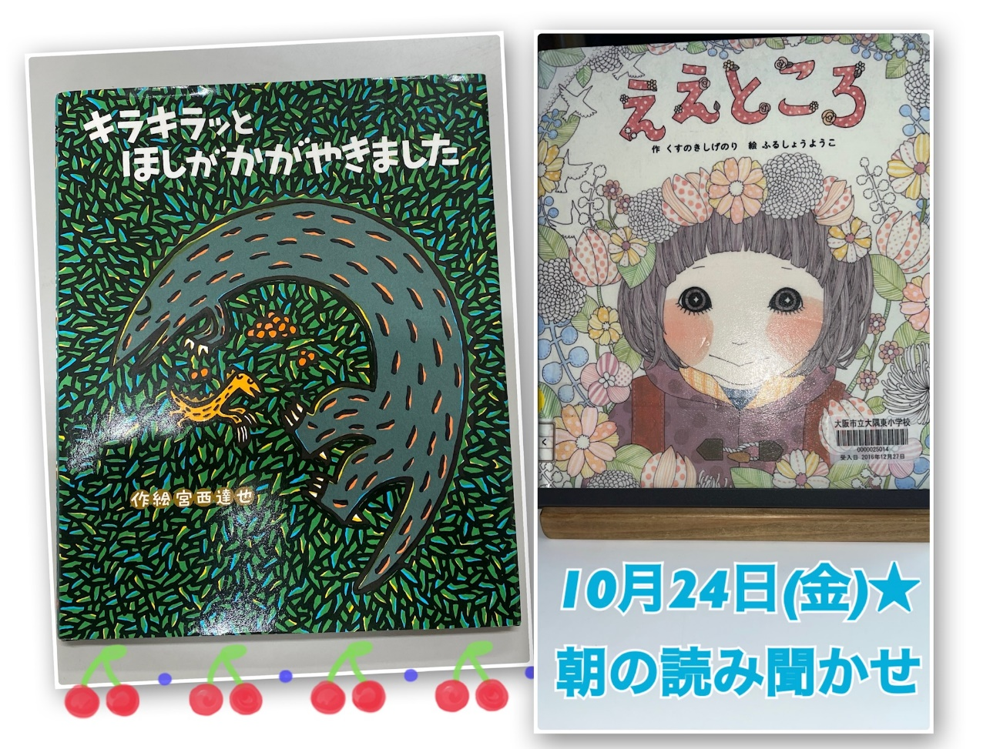 キラキラッと
ほしがかがやきました
作絵 宮西達也
ええところ
作 くすのきしげのり 絵 ふるしょうようこ
く
大阪市立大隅東小学校
0000025014
受入日 2016年12月27日
10月24日(金)★
朝の読み聞かせ